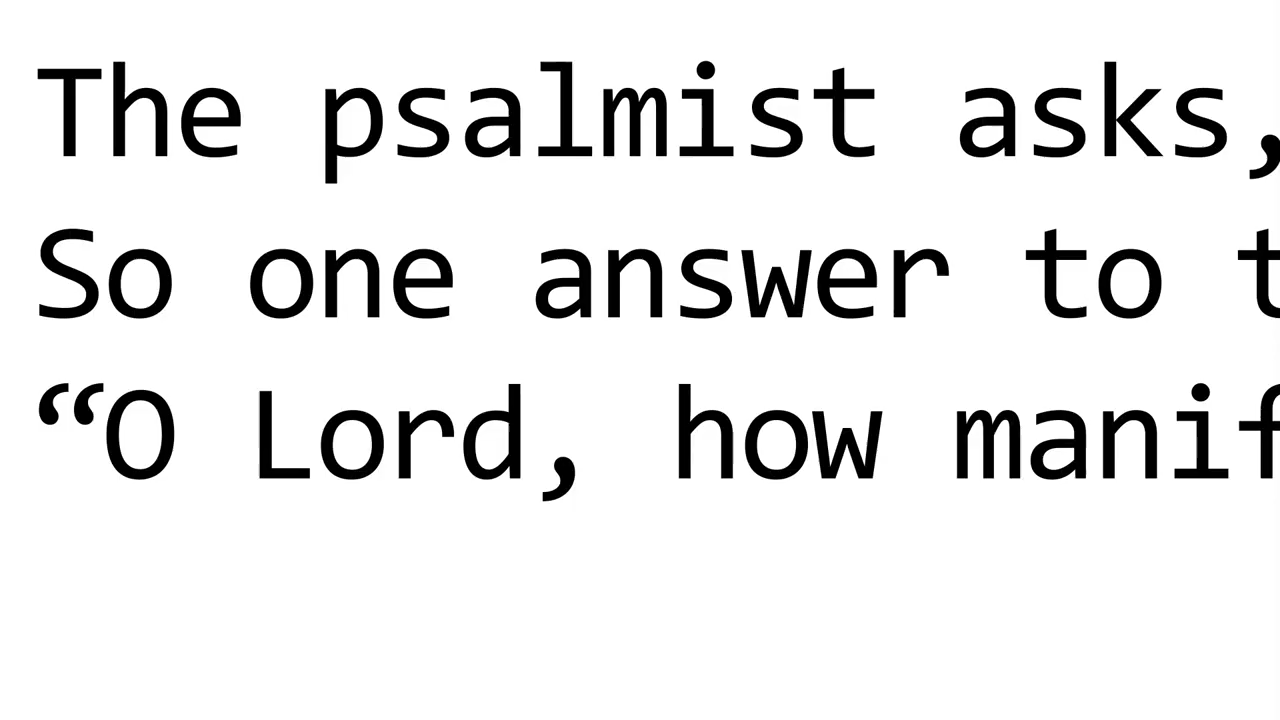 The psalmist asks,
So one answer to
“O Lord, how